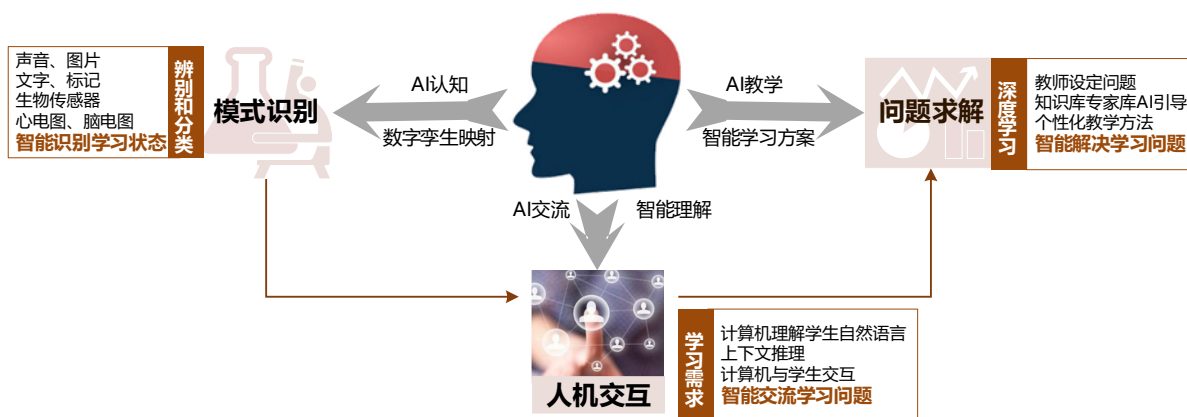 声音、图片
文字、标记
生物传感器
心电图、脑电图
智能识别学习状态
辨别和分类
模式识别
AI认知
数字孪生映射
AI教学
智能学习方案
问题求解
深度学习
教师设定问题
知识库专家库AI引导
个性化教学方法
智能解决学习问题
AI交流
智能理解
人机交互
学习需求
计算机理解学生自然语言
上下文推理
计算机与学生交互
智能交流学习问题